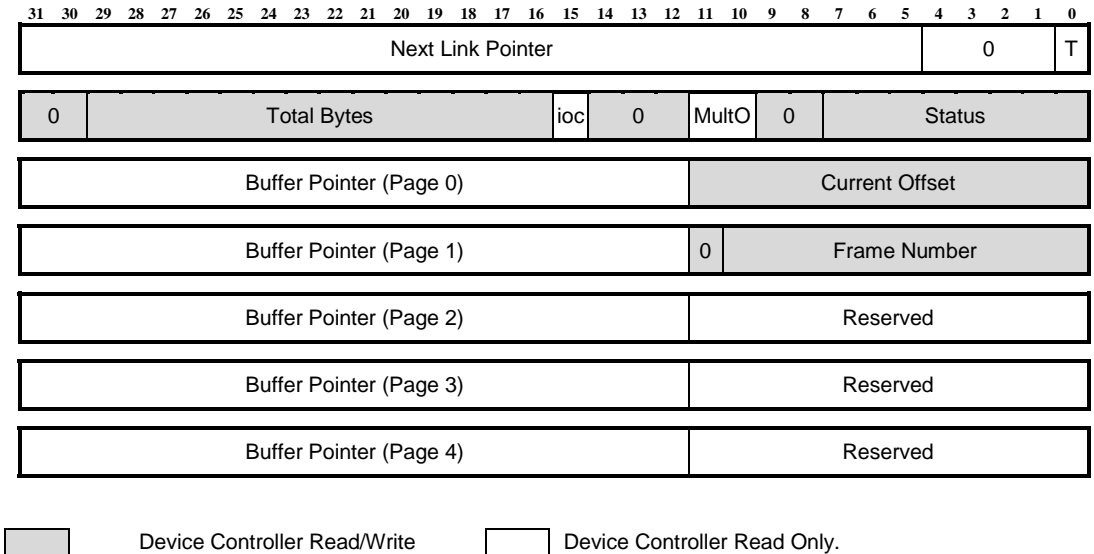 31 30 29 28 27 26 25 24 23 22 21 20 19 18 17 16 15 14 13 12 11 10 9 8 7 6 5 4 3 2 1 0
Next Link Pointer 0 T
0 Total Bytes ioc 0 MultO 0 Status
Buffer Pointer (Page 0) Current Offset
Buffer Pointer (Page 1) 0 Frame Number
Buffer Pointer (Page 2) Reserved
Buffer Pointer (Page 3) Reserved
Buffer Pointer (Page 4) Reserved
Device Controller Read/Write Device Controller Read Only.